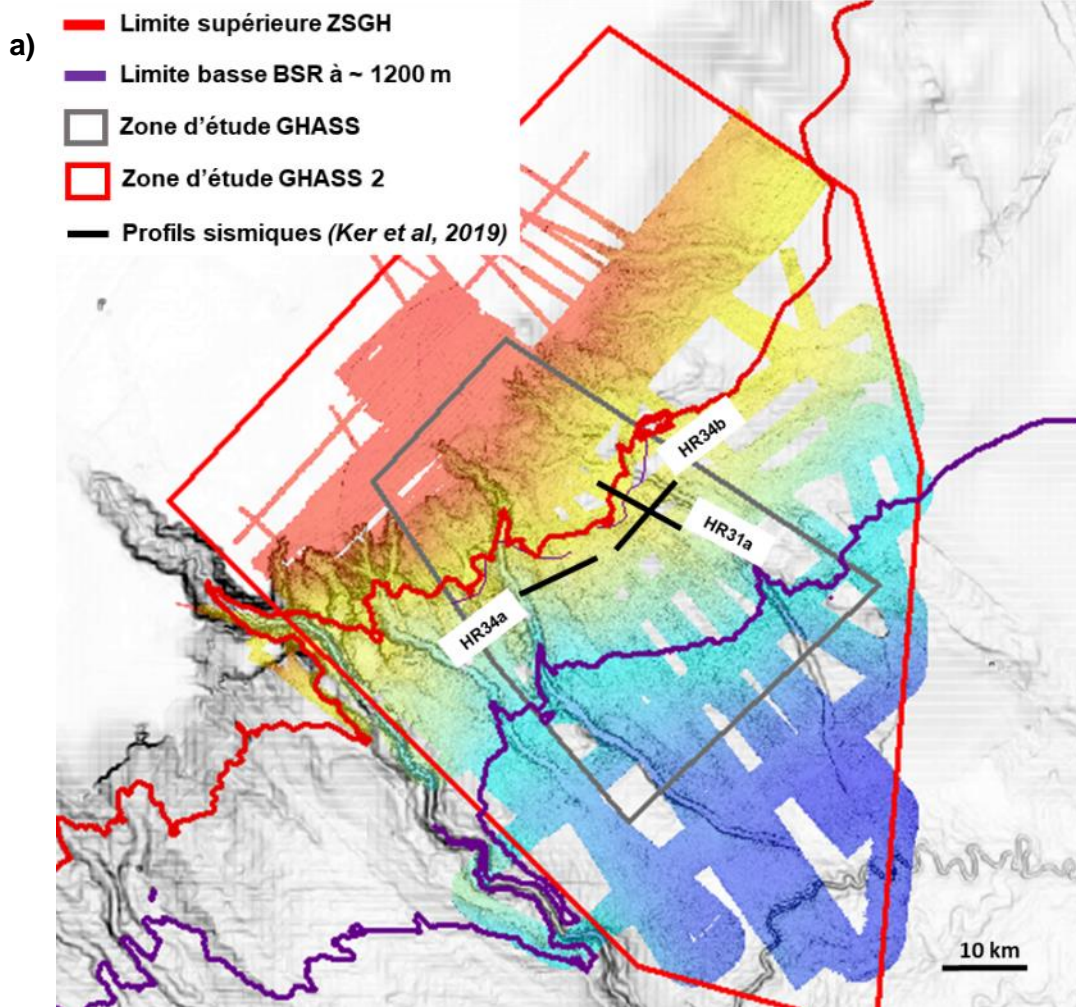 a)
Limite supérieure ZSGH
Limite basse BSR à ~ 1200 m
Zone d'étude GHASS
Zone d'étude GHASS 2
Profils sismiques (Ker et al, 2019)
HR34b
HR31a
HR34a
10 km